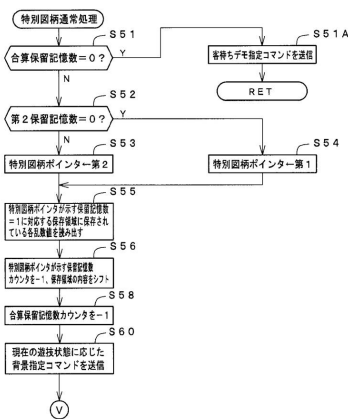 特別図柄通常処理
S51
合算保留記憶数=0?
Y
S51A
客待ちデモ指定コマンドを送信
N
RET
S52
第2保留記憶数=0?
Y
N
S53
S54
特別図柄ポインター第2
特別図柄ポインター第1
S55
特別図柄ポインタが示す保留記憶数
=1に対応する保存領域に保存され
ている各乱数値を読み出す
S56
特別図柄ポインタが示す保留記憶数
カウンタを-1、保存領域の内容をシフト
S58
合算保留記憶数カウンタを-1
S60
現在の遊技状態に応じた
背景指定コマンドを送信
V